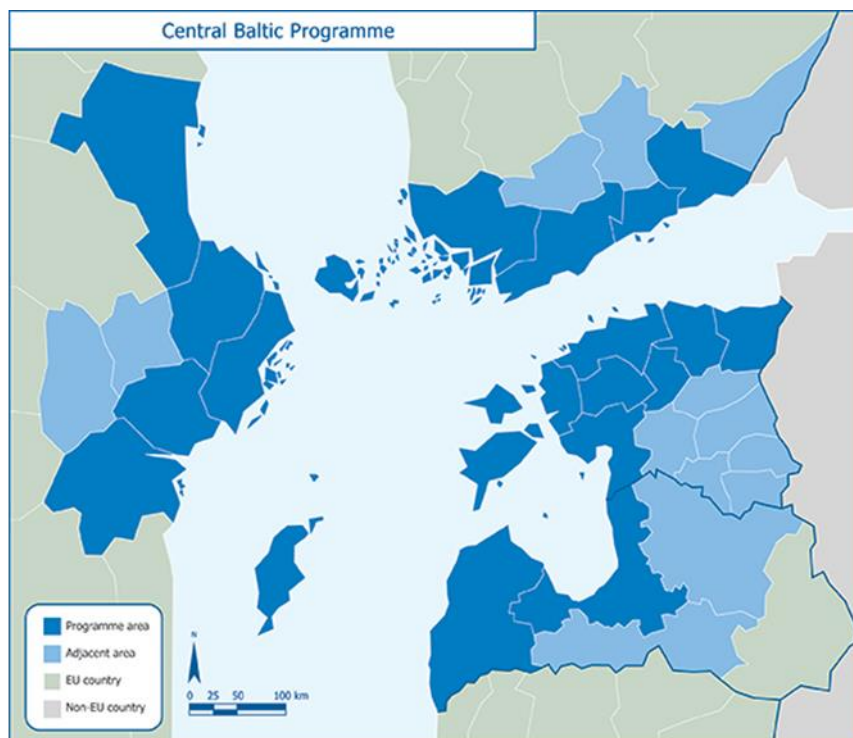 Central Baltic Programme
Programme area
Adjacent area
EU country
Non-EU country
N
0 25 50 100 km